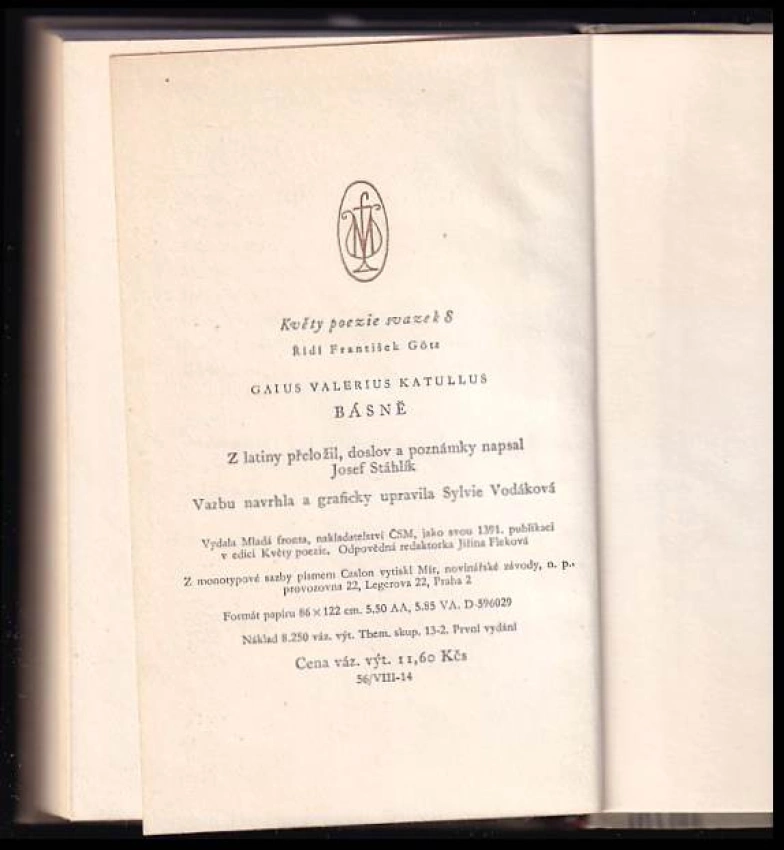 Květy poezie svazek 8
Řídí František Götz
GAIUS VALERIUS KATULLUS
BÁSNĚ
Z latiny přeložil, doslov a poznámky napsal
Josef Stáhlík
Vazbu navrhla a graficky upravila Sylvie Vodáková
Vydala Mladá fronta, nakladatelství ČSM, jako svou 1391. publikaci
v edici Květy poezie. Odpovědná redaktorka Jiřina Fleková
Z monotypové sazby písmem Caslon vytiskl Mír, novinářské závody, n. p.,
provozovna 22, Legerova 22, Praha 2
Formát papíru 86 × 122 cm. 5,50 AA, 5,85 VA. D-596029
Náklad 8.250 váz. výt. Them. skup. 13-2. První vydání
Cena váz. výt. 11,60 Kčs
56/VIII-14